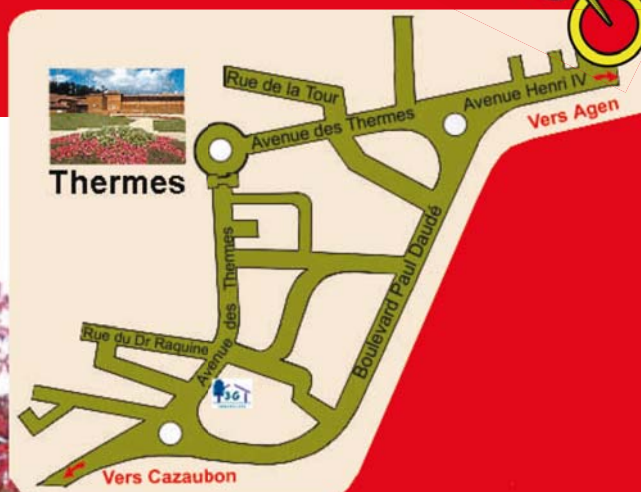 Rue de la Tour
Avenue des Thermes
Avenue Henri IV
Vers Agen
Thermes
Avenue des Thermes
Boulevard Paul Daudé
Rue du Dr Raquine
3G
Vers Cazaubon